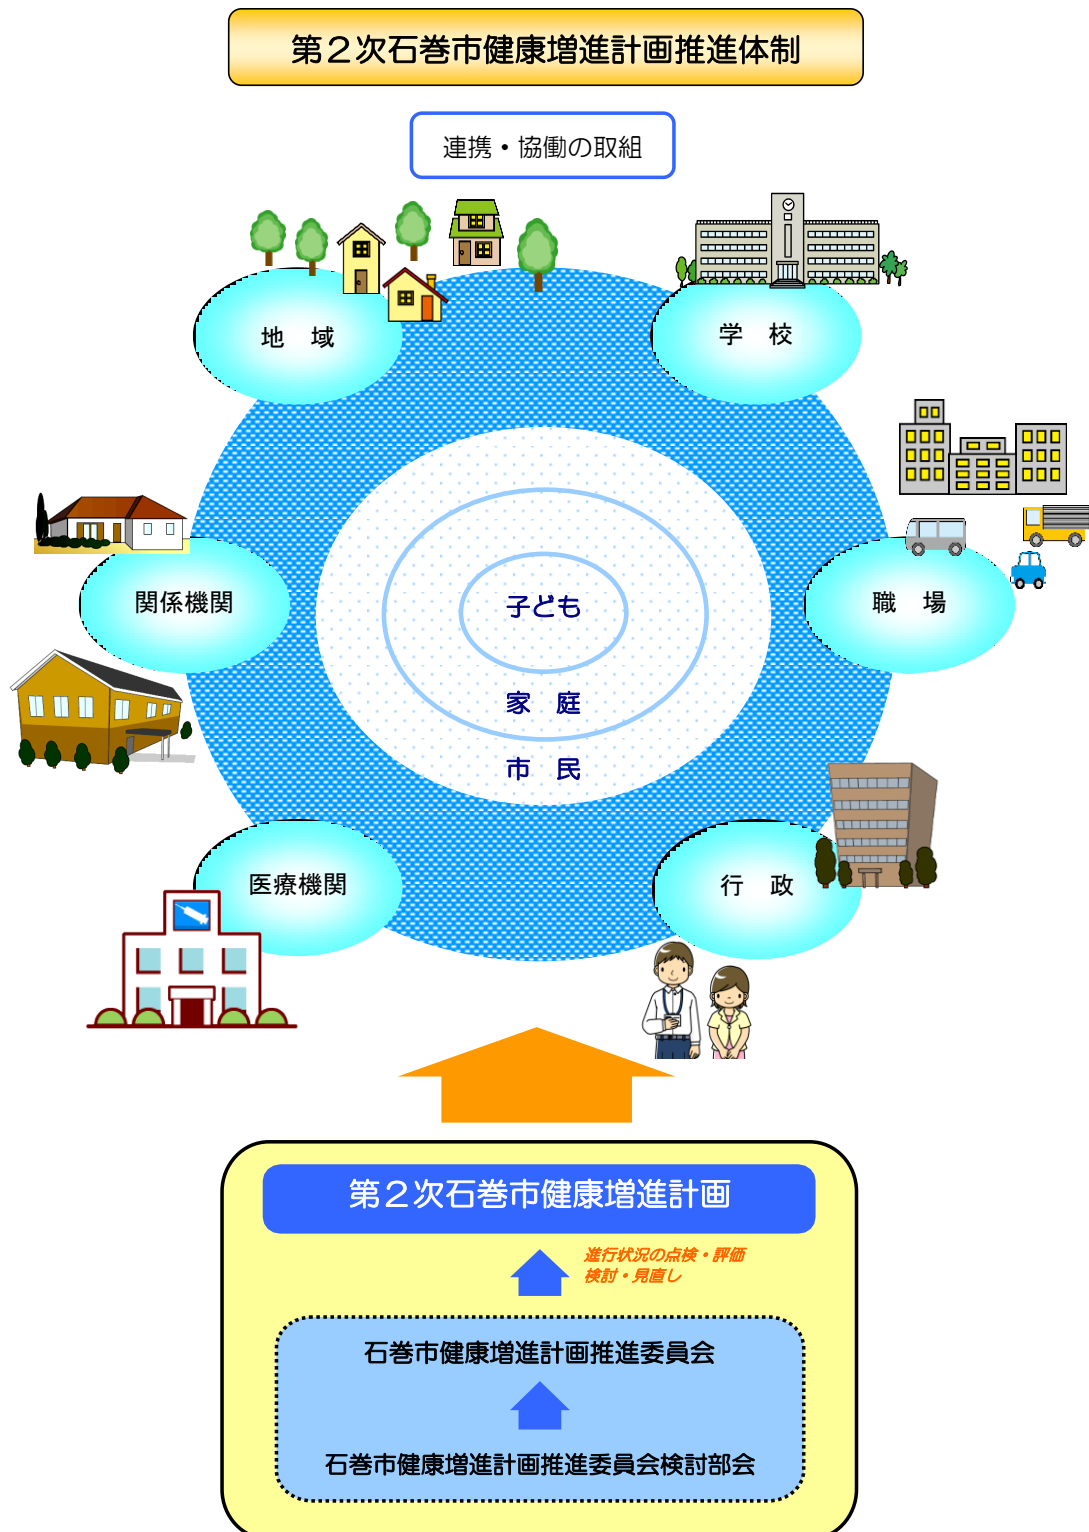 第２次石巻市健康増進計画推進体制
連携・協働の取組
地　域
学　校
関係機関
職　場
子ども
家　庭
市　民
医療機関
行　政
第２次石巻市健康増進計画
進行状況の点検・評価
検討・見直し
石巻市健康増進計画推進委員会
石巻市健康増進計画推進委員会検討部会